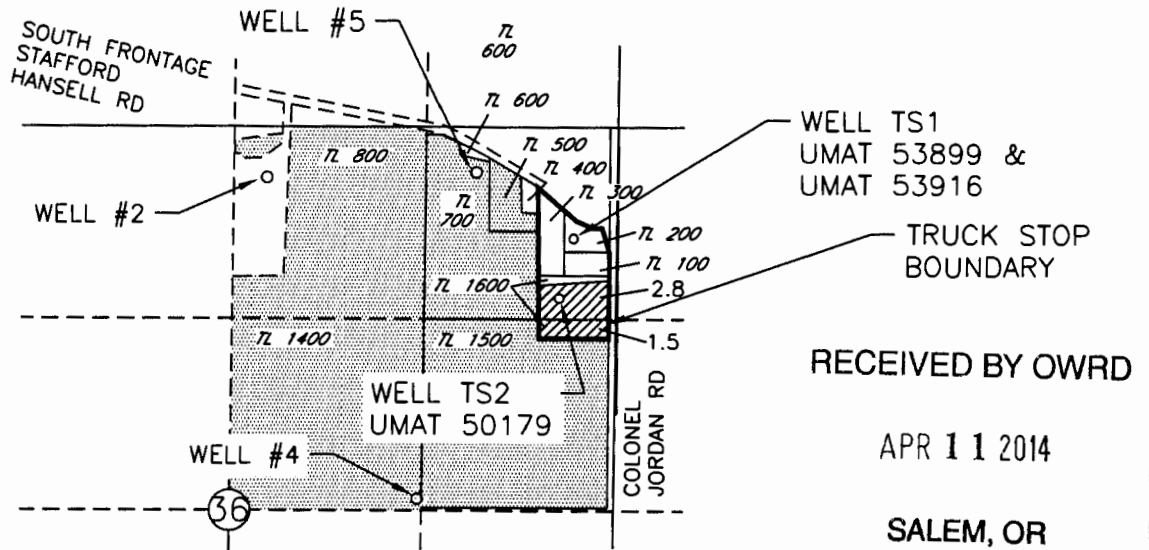 SOUTH FRONTAGE
STAFFORD
HANSELL RD
WELL #5
TL
600
TL 600
TL 500
TL 400
TL 300
WELL TS1
UMAT 53899 &
UMAT 53916
TL 800
WELL #2
TL
700
TL 200
TL 100
TRUCK STOP
BOUNDARY
TL 1600
2.8
1.5
TL 1400
TL 1500
WELL TS2
UMAT 50179
COLONEL
JORDAN RD
RECEIVED BY OWRD
APR 11 2014
SALEM, OR
WELL #4
36